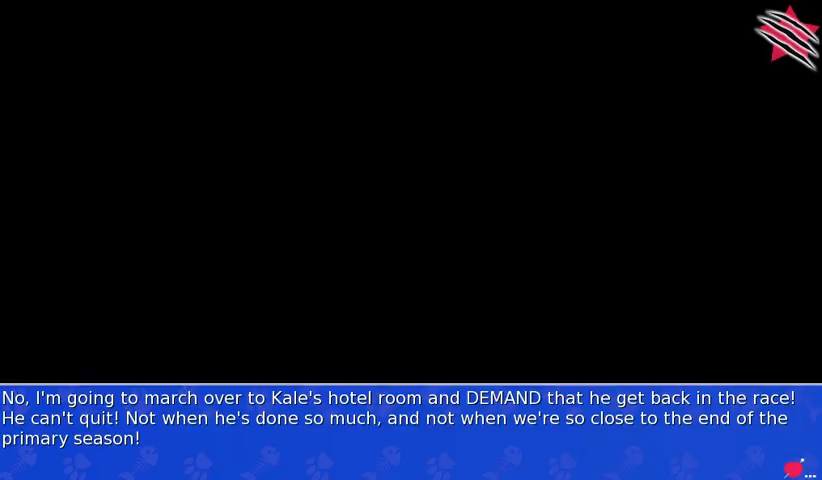 No, I'm going to march over to Kale's hotel room and DEMAND that he get back in the race!
He can't quit! Not when he's done so much, and not when we're so close to the end of the
primary season!
...